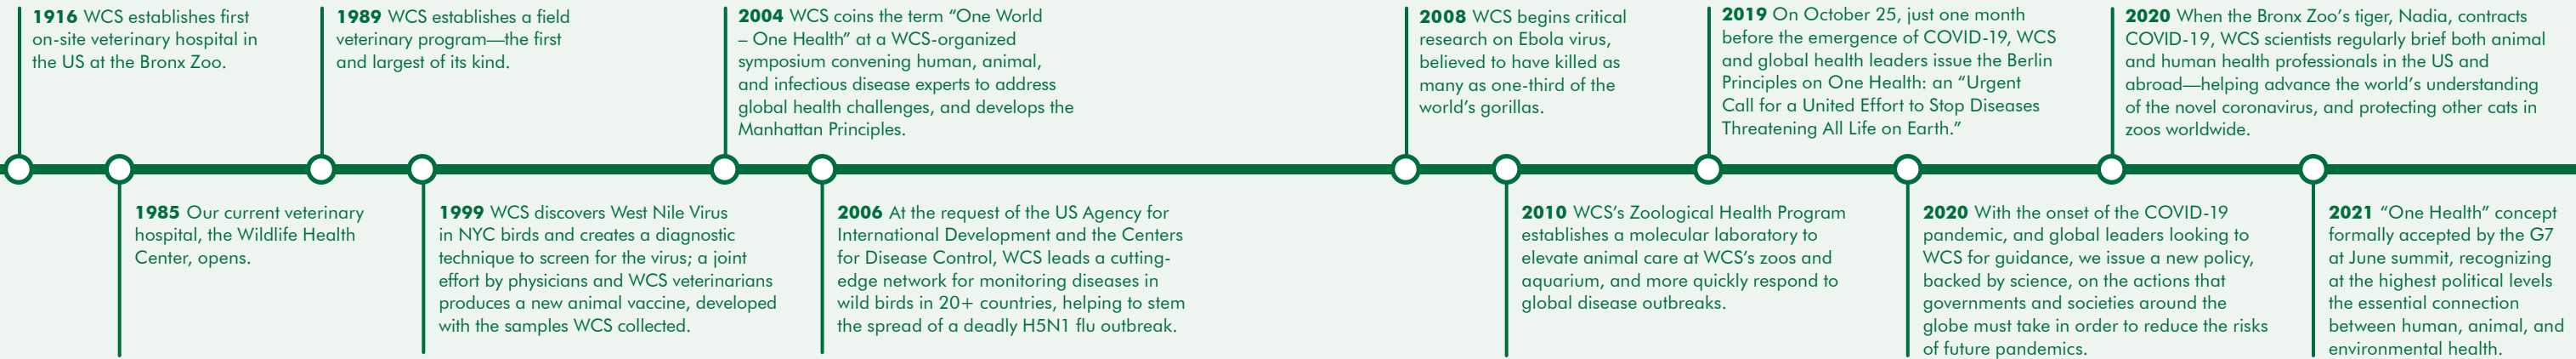 1916 WCS establishes first
on-site veterinary hospital in
the US at the Bronx Zoo.
1985 Our current veterinary
hospital, the Wildlife Health
Center, opens.
1989 WCS establishes a field
veterinary program—the first
and largest of its kind.
1999 WCS discovers West Nile Virus
in NYC birds and creates a diagnostic
technique to screen for the virus; a joint
effort by physicians and WCS veterinarians
produces a new animal vaccine, developed
with the samples WCS collected.
2004 WCS coins the term “One World
– One Health” at a WCS-organized
symposium convening human, animal,
and infectious disease experts to address
global health challenges, and develops the
Manhattan Principles.
2006 At the request of the US Agency for
International Development and the Centers
for Disease Control, WCS leads a cutting-
edge network for monitoring diseases in
wild birds in 20+ countries, helping to stem
the spread of a deadly H5N1 flu outbreak.
2008 WCS begins critical
research on Ebola virus,
believed to have killed as
many as one-third of the
world’s gorillas.
2010 WCS’s Zoological Health Program
establishes a molecular laboratory to
elevate animal care at WCS’s zoos and
aquarium, and more quickly respond to
global disease outbreaks.
2019 On October 25, just one month
before the emergence of COVID-19, WCS
and global health leaders issue the Berlin
Principles on One Health: an “Urgent
Call for a United Effort to Stop Diseases
Threatening All Life on Earth.”
2020 With the onset of the COVID-19
pandemic, and global leaders looking to
WCS for guidance, we issue a new policy,
backed by science, on the actions that
governments and societies around the
globe must take in order to reduce the risks
of future pandemics.
2020 When the Bronx Zoo’s tiger, Nadia, contracts
COVID-19, WCS scientists regularly brief both animal
and human health professionals in the US and
abroad—helping advance the world’s understanding
of the novel coronavirus, and protecting other cats in
zoos worldwide.
2021 “One Health” concept
formally accepted by the G7
at June summit, recognizing
at the highest political levels
the essential connection
between human, animal, and
environmental health.